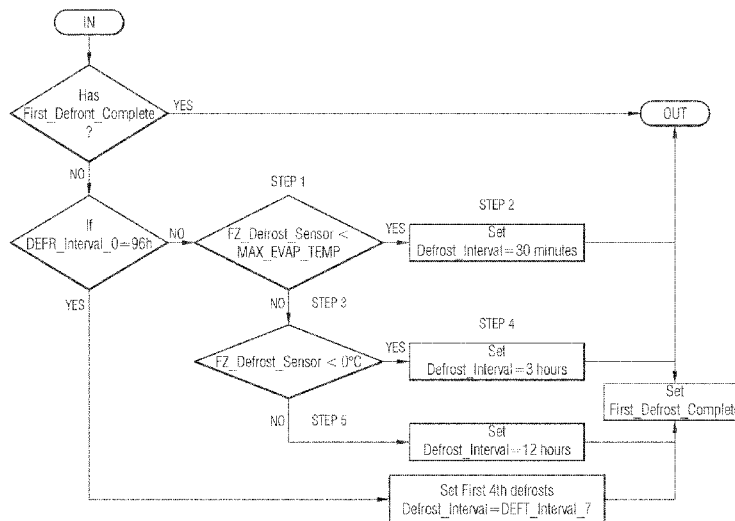 IN
Has
First_Defront_Complete
?
YES
OUT
NO
STEP 1
STEP 2
If
DEFR_Interval_0=96h
NO
FZ_Defrost_Sensor <
MAX_EVAP_TEMP
YES
Set
Defrost_Interval=30 minutes
YES
NO
STEP 3
STEP 4
FZ_Defrost_Sensor < 0°C
YES
Set
Defrost_Interval=3 hours
Set
First_Defrost_Complete
NO
STEP 5
Set
Defrost_Interval=12 hours
Set First 4th defrosts
Defrost_Interval=DEFT_Interval_7